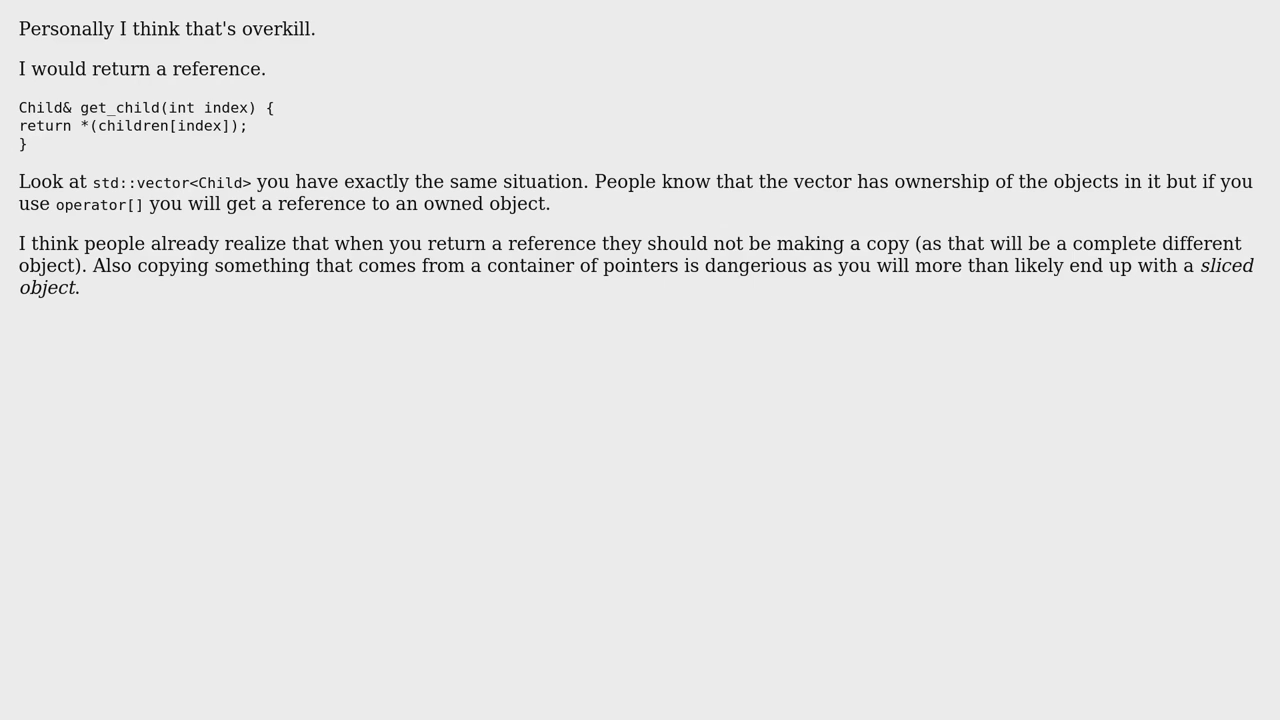 Personally I think that's overkill.
I would return a reference.
Child& get_child(int index) {
return *(children[index]);
}
Look at std::vector<Child> you have exactly the same situation. People know that the vector has ownership of the objects in it but if you
use operator[] you will get a reference to an owned object.
I think people already realize that when you return a reference they should not be making a copy (as that will be a complete different
object). Also copying something that comes from a container of pointers is dangerious as you will more than likely end up with a sliced
object.